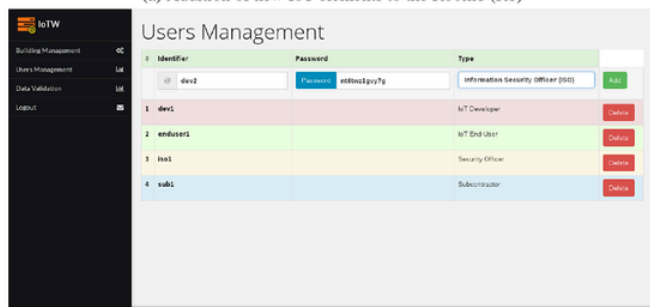 IoTW
Building Management
Users Management
Data Validation
Logout
Users Management
# Identifier Password Type
@ dev2 Password Information Security Officer (ISO) Add
1 dev1 IoT Developer Delete
2 enduser1 IoT End-User Delete
3 iso1 Security Officer Delete
4 sub1 Subcontractor Delete